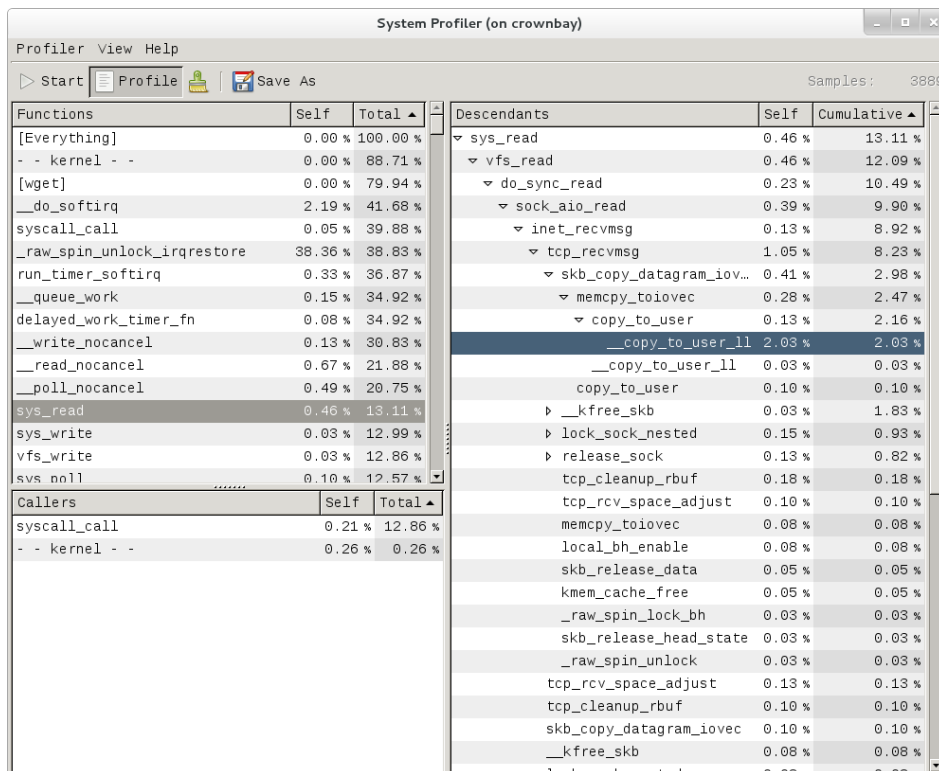 System Profiler (on crownbay)
Profiler View Help
Start Profile Save As Samples: 3889
Functions Self Total
[Everything] 0.00 % 100.00 %
- - kernel - - 0.00 % 88.71 %
[wget] 0.00 % 79.94 %
__do_softirq 2.19 % 41.68 %
syscall_call 0.05 % 39.88 %
_raw_spin_unlock_irqrestore 38.36 % 38.83 %
run_timer_softirq 0.33 % 36.87 %
__queue_work 0.15 % 34.92 %
delayed_work_timer_fn 0.08 % 34.92 %
__write_nocancel 0.13 % 30.83 %
__read_nocancel 0.67 % 21.88 %
__poll_nocancel 0.49 % 20.75 %
sys_read 0.46 % 13.11 %
sys_write 0.03 % 12.99 %
vfs_write 0.03 % 12.86 %
sys_poll 0.10 % 12.57 %
Callers Self Total
syscall_call 0.21 % 12.86 %
- - kernel - - 0.26 % 0.26 %
Descendants Self Cumulative
sys_read 0.46 % 13.11 %
vfs_read 0.46 % 12.09 %
do_sync_read 0.23 % 10.49 %
sock_aio_read 0.39 % 9.90 %
inet_recvmsg 0.13 % 8.92 %
tcp_recvmsg 1.05 % 8.23 %
skb_copy_datagram_iov... 0.41 % 2.98 %
memcpy_toiovec 0.28 % 2.47 %
copy_to_user 0.13 % 2.16 %
__copy_to_user_ll 2.03 % 2.03 %
__copy_to_user_ll 0.03 % 0.03 %
copy_to_user 0.10 % 0.10 %
__kfree_skb 0.03 % 1.83 %
lock_sock_nested 0.15 % 0.93 %
release_sock 0.13 % 0.82 %
tcp_cleanup_rbuf 0.18 % 0.18 %
tcp_rcv_space_adjust 0.10 % 0.10 %
memcpy_toiovec 0.08 % 0.08 %
local_bh_enable 0.08 % 0.08 %
skb_release_data 0.05 % 0.05 %
kmem_cache_free 0.05 % 0.05 %
_raw_spin_lock_bh 0.03 % 0.03 %
skb_release_head_state 0.03 % 0.03 %
_raw_spin_unlock 0.03 % 0.03 %
tcp_rcv_space_adjust 0.13 % 0.13 %
tcp_cleanup_rbuf 0.10 % 0.10 %
skb_copy_datagram_iovec 0.10 % 0.10 %
__kfree_skb 0.08 % 0.08 %